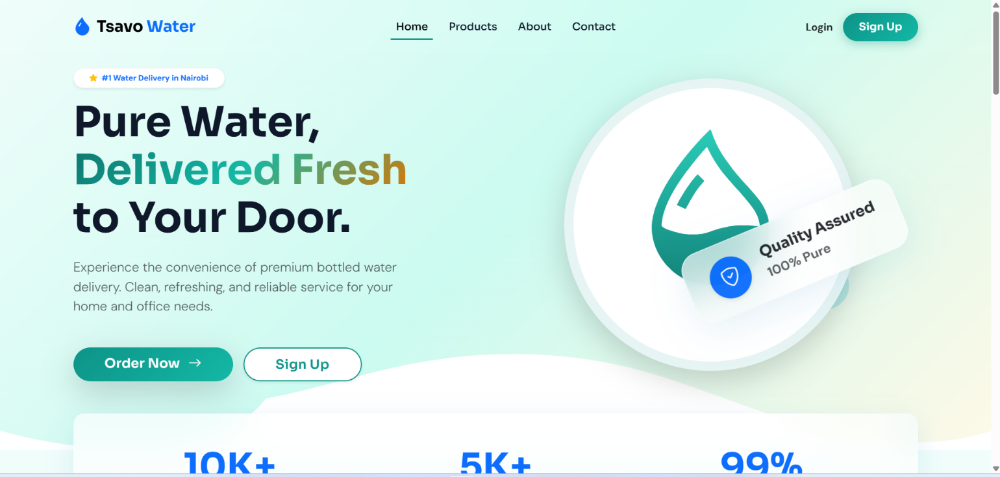 Tsavo Water
Home
Products
About
Contact
Login
Sign Up
#1 Water Delivery in Nairobi
Pure Water,
Delivered Fresh
to Your Door.
Experience the convenience of premium bottled water
delivery. Clean, refreshing, and reliable service for your
home and office needs.
Order Now →
Sign Up
Quality Assured
100% Pure
10K+
5K+
99%